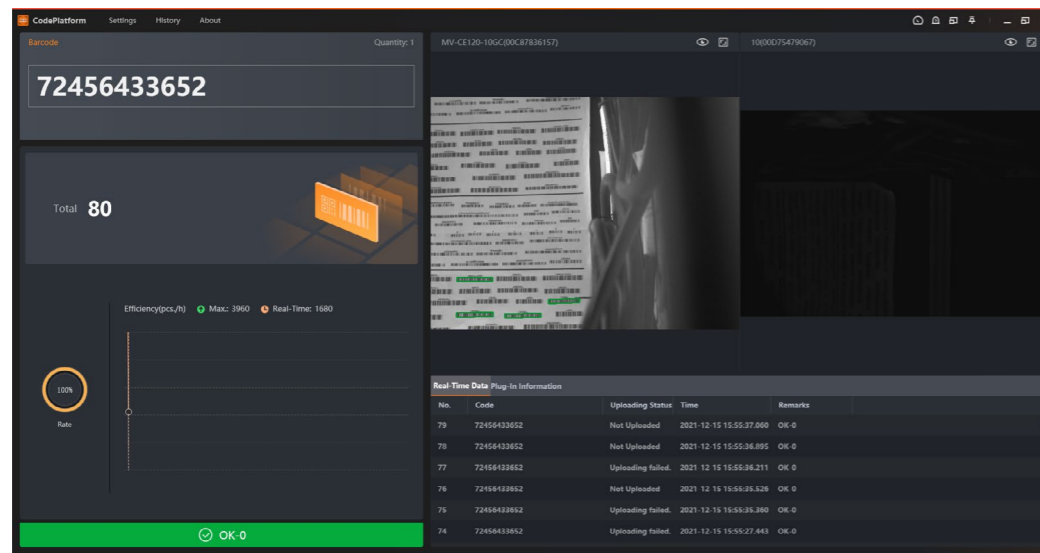 CodePlatform Settings History About
Barcode Quantity: 1
72456433652
Total 80
Efficiency(pcs./h) Max.: 3960 Real-Time: 1680
100%
Rate
OK-0
MV-CE120-10GC(00C87836157)
10(00D75479067)
Real-Time Data Plug-In Information
No. Code Uploading Status Time Remarks
79 72456433652 Not Uploaded 2021-12-15 15:55:37.060 OK-0
78 72456433652 Not Uploaded 2021-12-15 15:55:36.895 OK-0
77 72456433652 Uploading failed. 2021-12-15 15:55:36.211 OK-0
76 72456433652 Not Uploaded 2021-12-15 15:55:35.526 OK-0
75 72456433652 Uploading failed. 2021-12-15 15:55:35.360 OK-0
74 72456433652 Uploading failed. 2021-12-15 15:55:27.443 OK-0